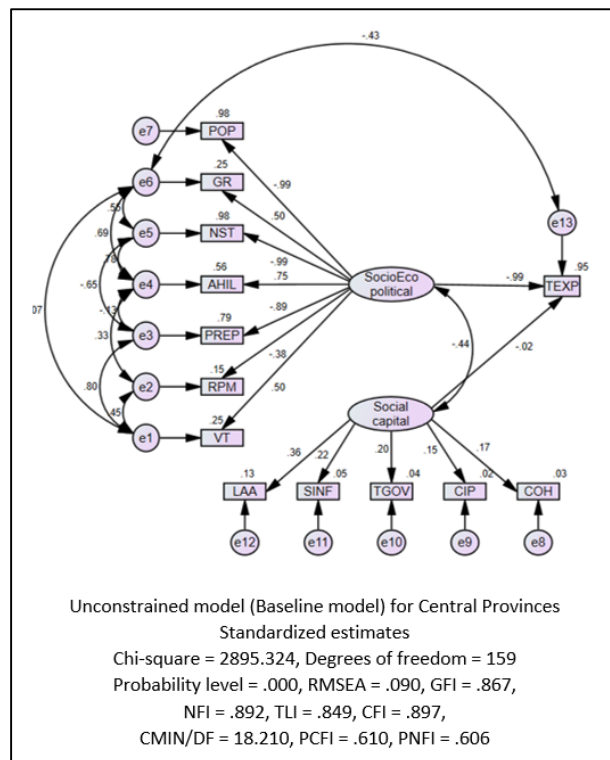 -.43
.98
e7
POP
.25
e6
GR
-.99
.55
.50
e13
.69
.98
e5
NST
-.99
.95
.78
SocioEco
political
-.99
TEXP
.56
-.65
e4
AHIL
.75
07
-.13
.79
-.89
e3
PREP
-.44
-.02
.33
-.38
.15
.80
e2
RPM
.50
Social
capital
.45
.25
e1
VT
.36
.22
.20
.15
.17
.13
.05
.04
.02
.03
LAA
SINF
TGOV
CIP
COH
e12
e11
e10
e9
e8
Unconstrained model (Baseline model) for Central Provinces
Standardized estimates
Chi-square = 2895.324, Degrees of freedom = 159
Probability level = .000, RMSEA = .090, GFI = .867,
NFI = .892, TLI = .849, CFI = .897,
CMIN/DF = 18.210, PCFI = .610, PNFI = .606